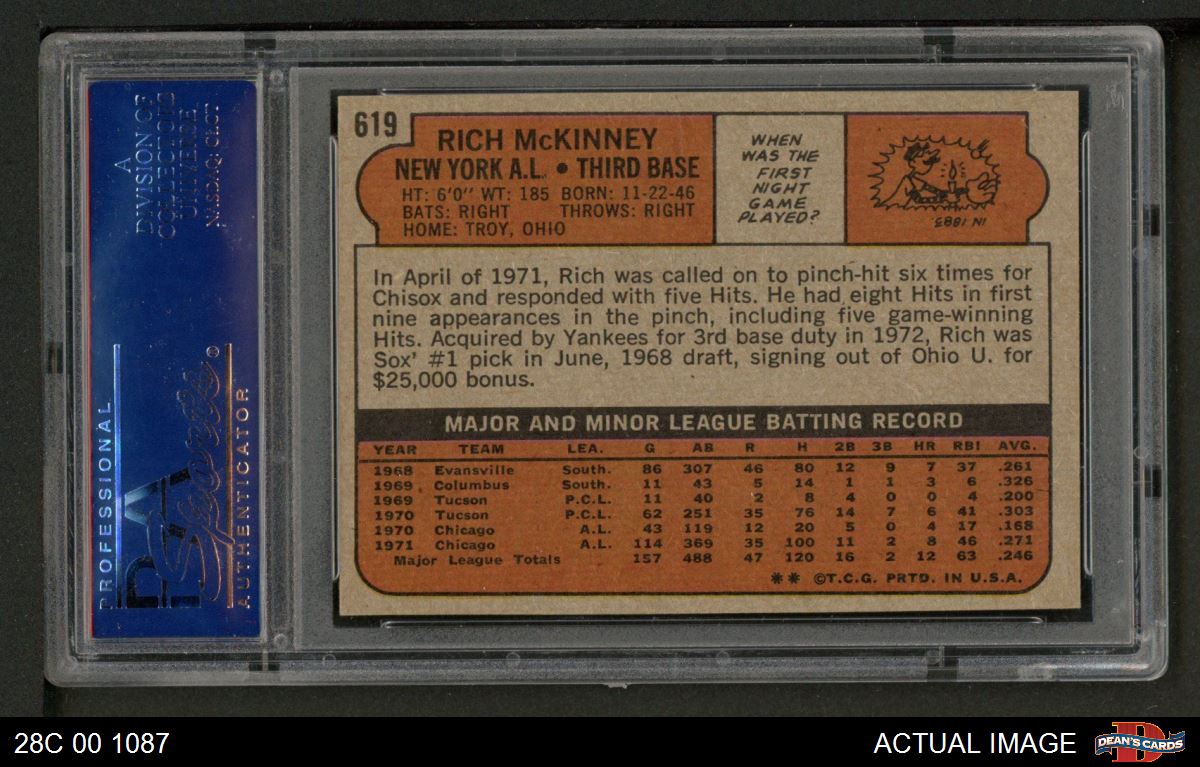 A
DIVISION OF
COLLECTORS
UNIVERSE
NASDAQ: CLCT
PROFESSIONAL
PSA
Sports®
AUTHENTICATOR
619
RICH McKINNEY
NEW YORK A.L. • THIRD BASE
HT: 6'0" WT: 185 BORN: 11-22-46
BATS: RIGHT THROWS: RIGHT
HOME: TROY, OHIO
WHEN
WAS THE
FIRST
NIGHT
GAME
PLAYED?
IN 1883
In April of 1971, Rich was called on to pinch-hit six times for
Chisox and responded with five Hits. He had eight Hits in first
nine appearances in the pinch, including five game-winning
Hits. Acquired by Yankees for 3rd base duty in 1972, Rich was
Sox' #1 pick in June, 1968 draft, signing out of Ohio U. for
$25,000 bonus.
MAJOR AND MINOR LEAGUE BATTING RECORD
YEAR TEAM LEA. G AB R H 2B 3B HR RBI AVG.
1968 Evansville South. 86 307 46 80 12 9 7 37 .261
1969 Columbus South. 11 43 5 14 1 1 3 6 .326
1969 Tucson P.C.L. 11 40 2 8 4 0 0 4 .200
1970 Tucson P.C.L. 62 251 35 76 14 7 6 41 .303
1970 Chicago A.L. 43 119 12 20 5 0 4 17 .168
1971 Chicago A.L. 114 369 35 100 11 2 8 46 .271
Major League Totals 157 488 47 120 16 2 12 63 .246
** ©T.C.G. PRTD. IN U.S.A.
28C 00 1087
ACTUAL IMAGE
D
DEAN'S CARDS